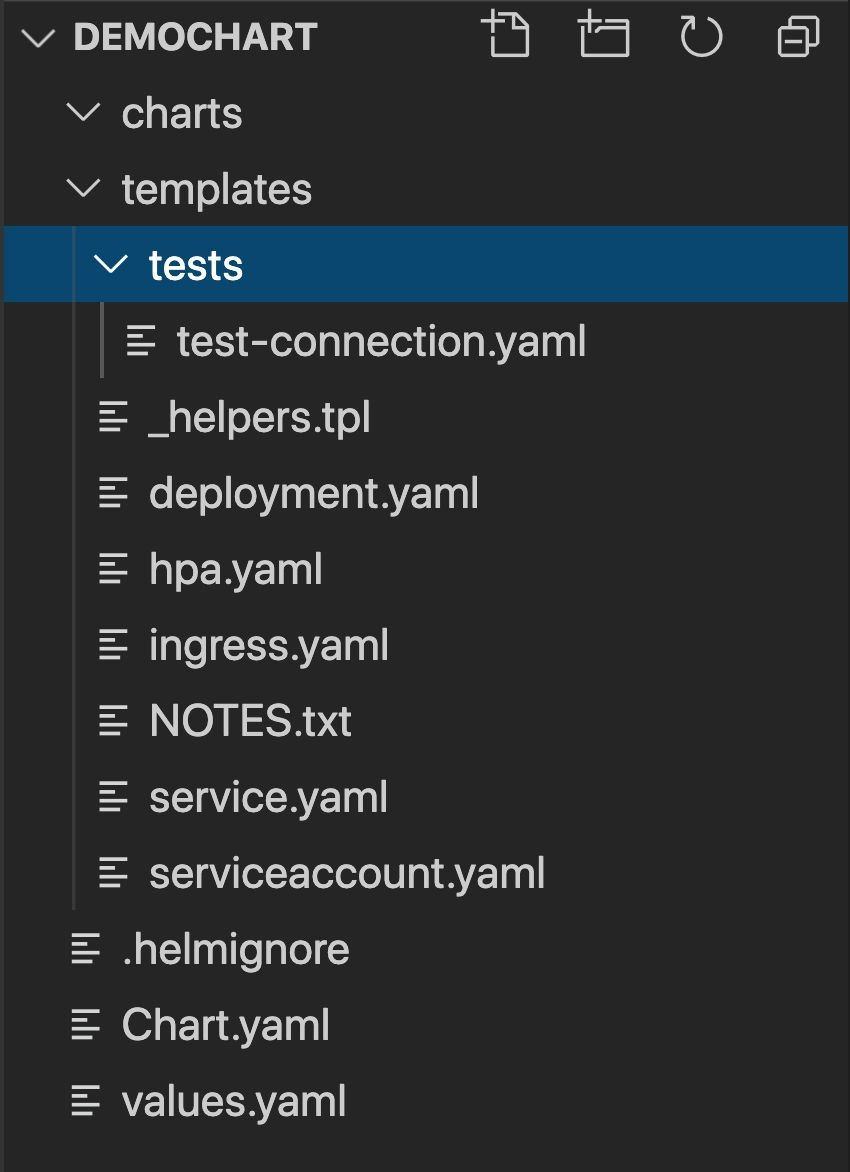 DEMOCHART
charts
templates
tests
test-connection.yaml
_helpers.tpl
deployment.yaml
hpa.yaml
ingress.yaml
NOTES.txt
service.yaml
serviceaccount.yaml
.helmignore
Chart.yaml
values.yaml